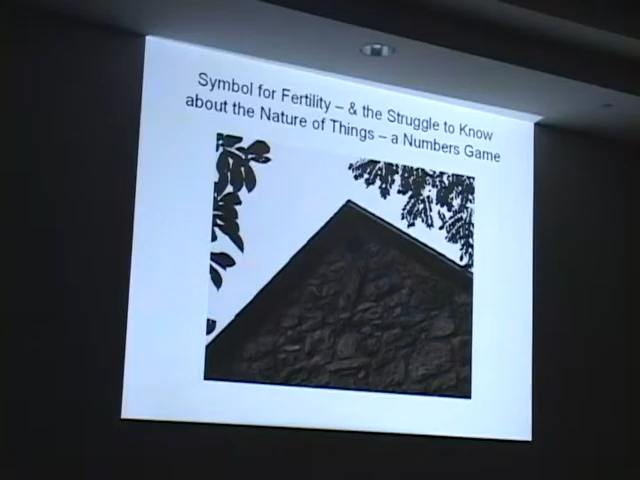 Symbol for Fertility – & the Struggle to Know
about the Nature of Things – a Numbers Game